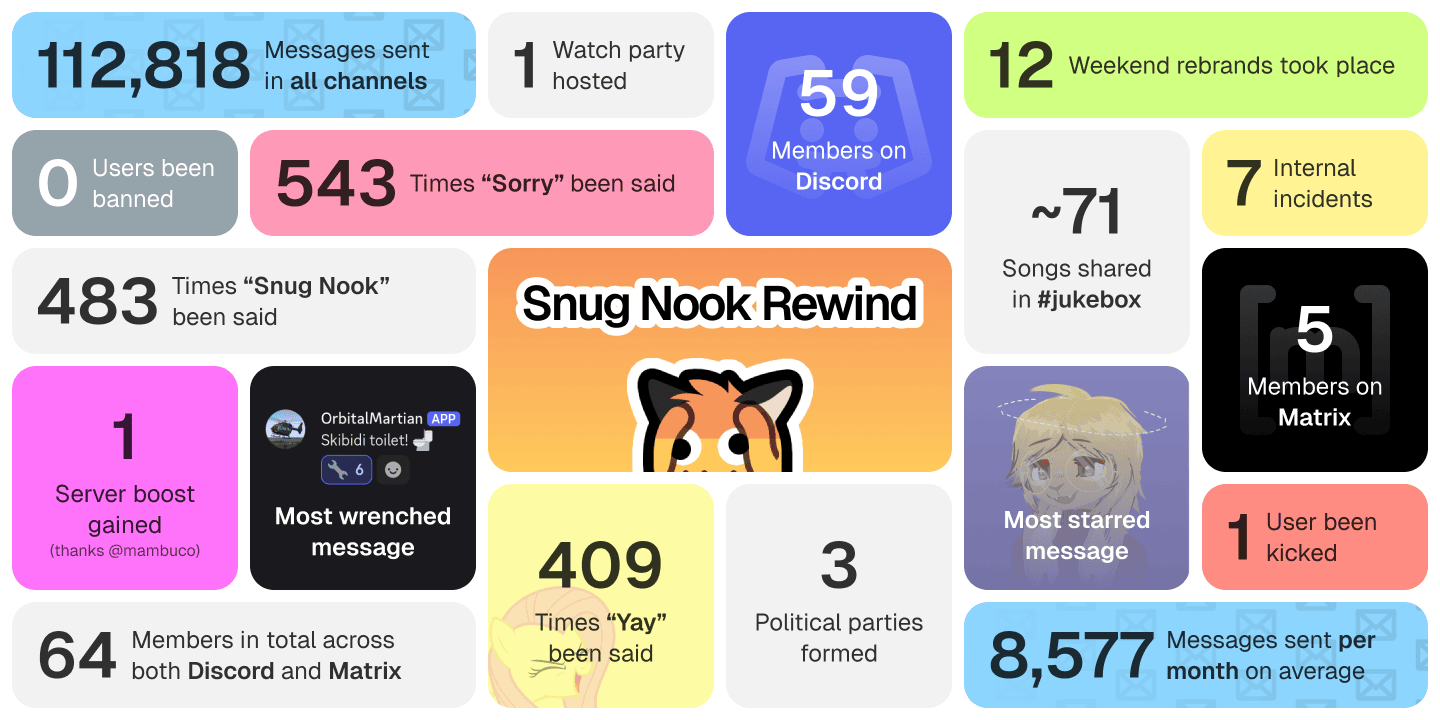 112,818
Messages sent
in all channels
1
Watch party
hosted
59
Members on
Discord
12
Weekend rebrands took place
0
Users been
banned
543
Times “Sorry” been said
~71
Songs shared
in #jukebox
7
Internal
incidents
483
Times “Snug Nook”
been said
Snug Nook Rewind
5
Members on
Matrix
1
Server boost
gained
(thanks @mambuco)
OrbitalMartian APP
Skibidi toilet!
6
Most wrenched
message
409
Times “Yay”
been said
3
Political parties
formed
Most starred
message
1
User been
kicked
64
Members in total across
both Discord and Matrix
8,577
Messages sent per
month on average